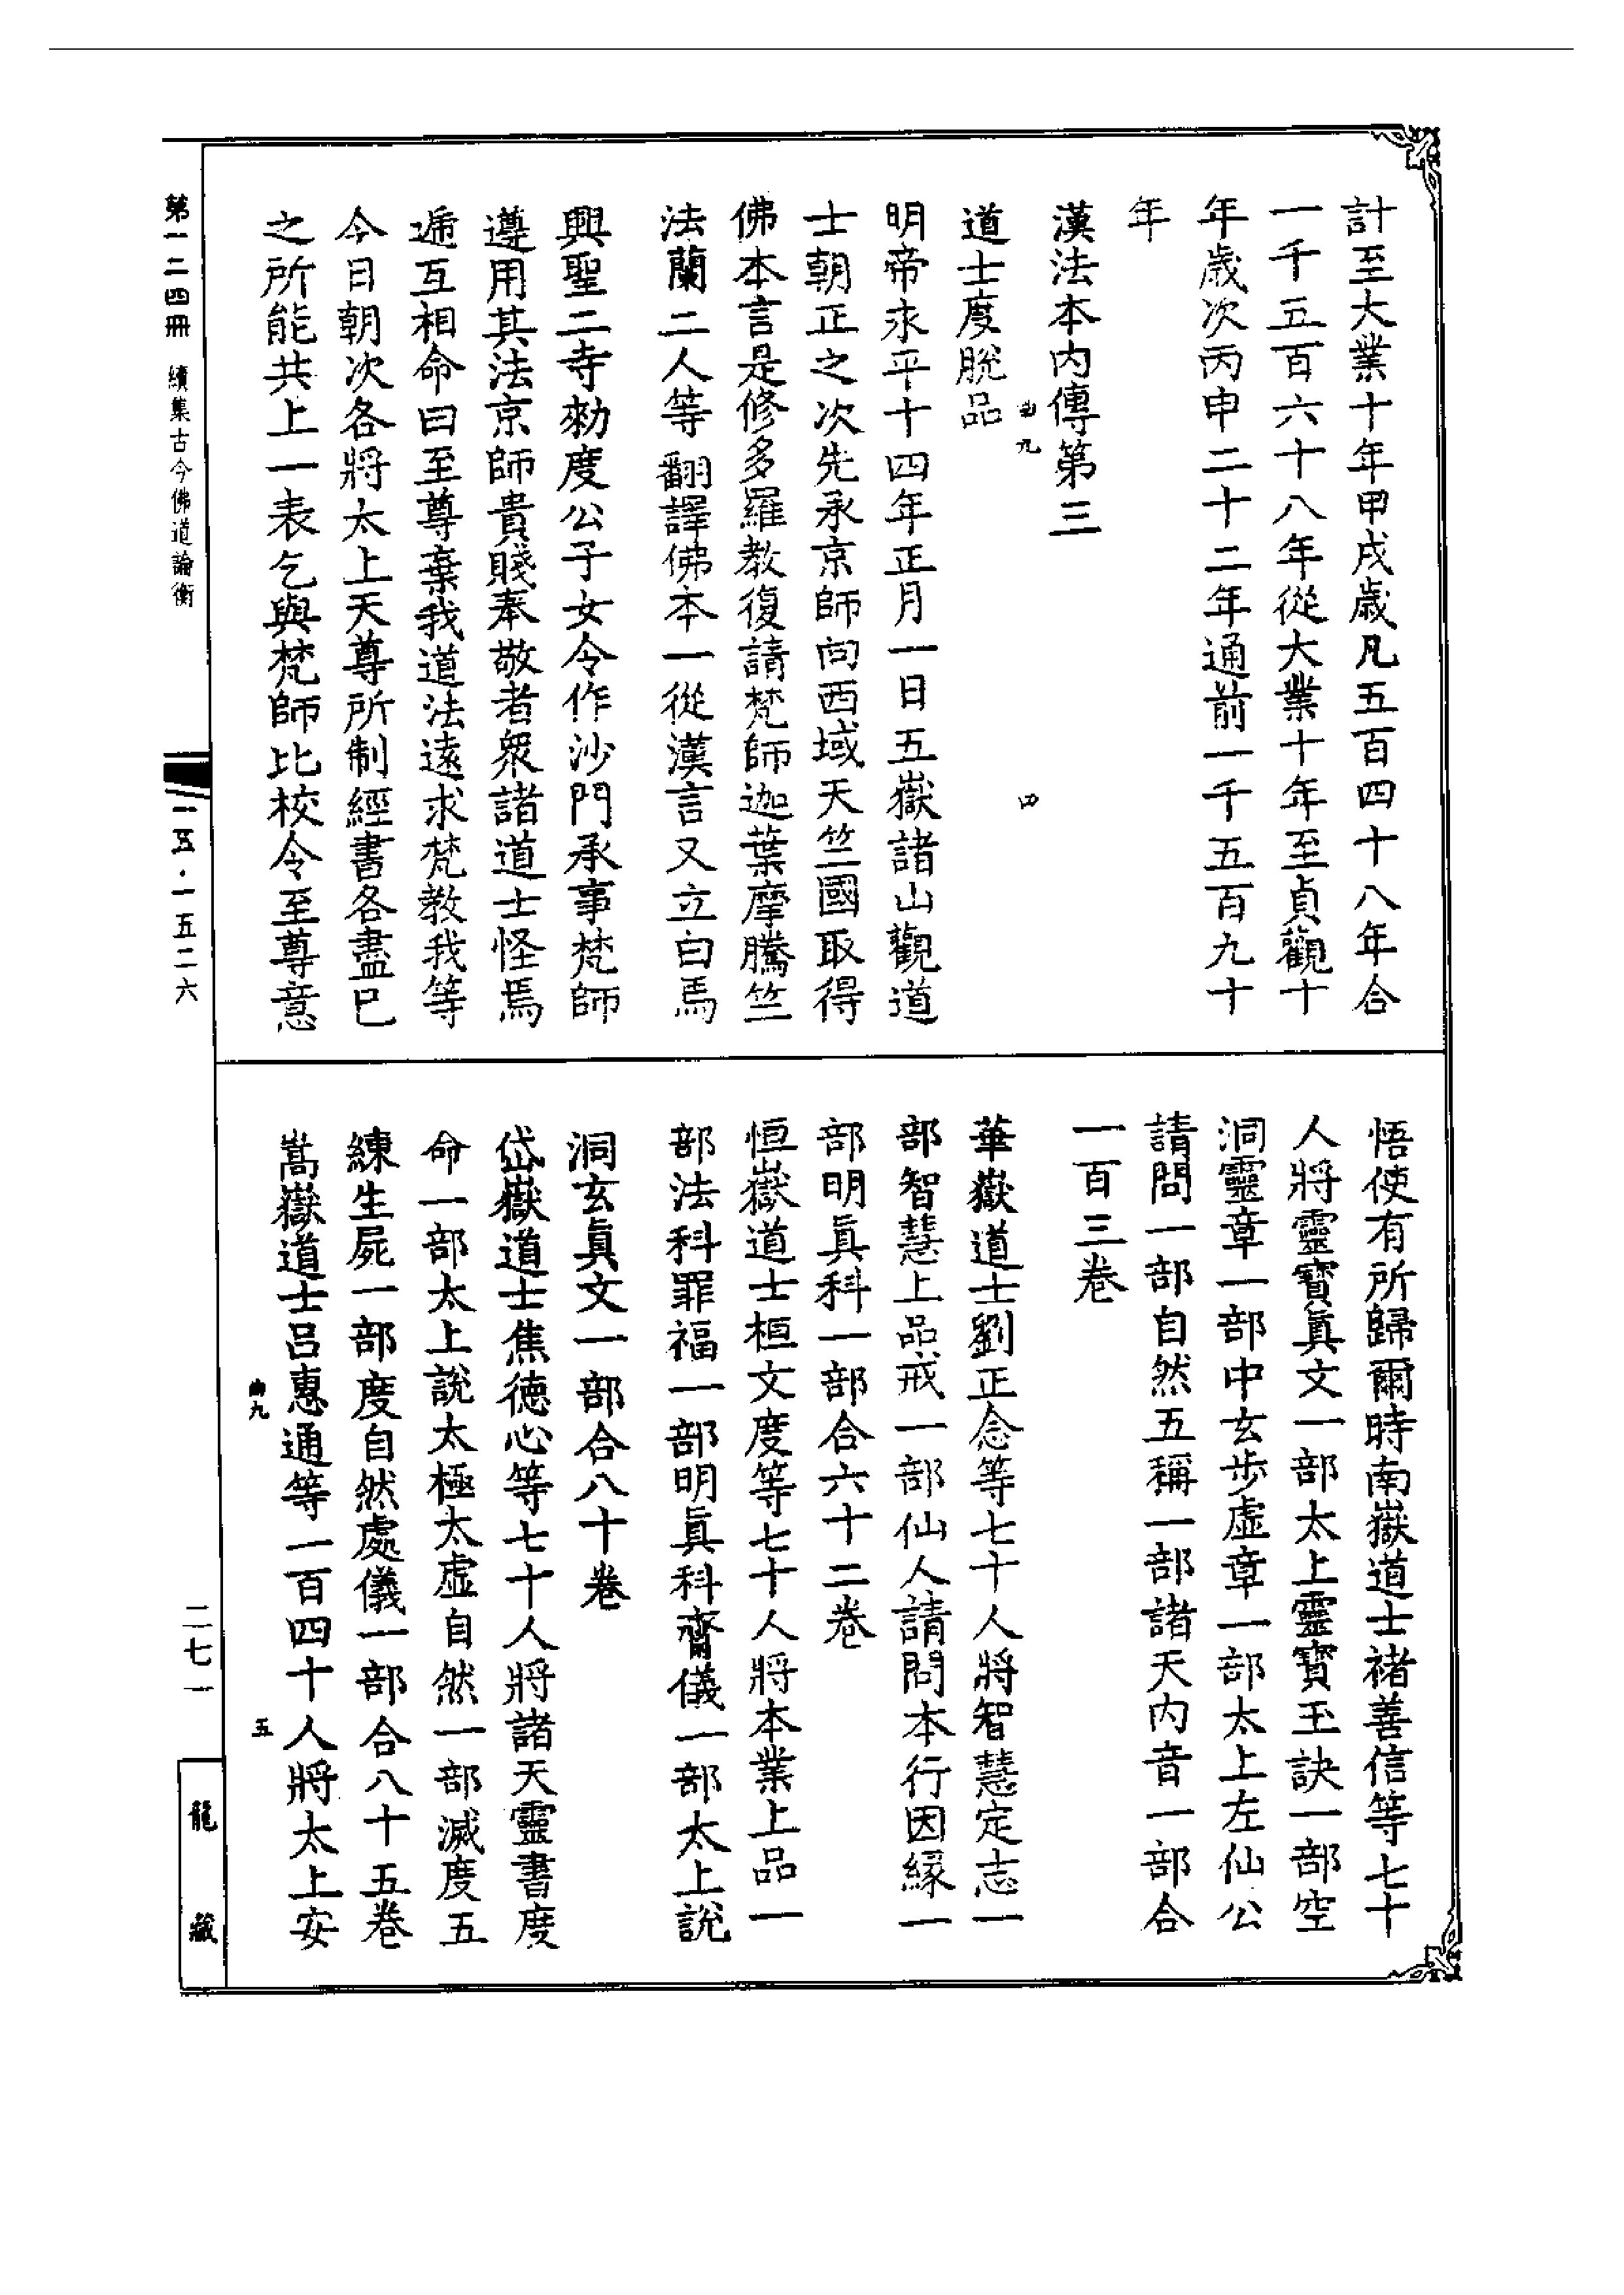 計至大業十年甲戌歲凡五百四十八年合
一千五百六十八年從大業十年至貞觀十
年歲次丙申二十二年通前一千五百九十
年
漢法本內傳第三
曲九 四
道士度脫品
明帝永平十四年正月一日五嶽諸山觀道
士朝正之次先承京師向西域天竺國取得
佛本言是修多羅教復請梵師迦葉摩騰竺
法蘭二人等翻譯佛本一從漢言又立白馬
興聖二寺勑度公子女令作沙門承事梵師
遵用其法京師貴賤奉敬者眾諸道士怪焉
遞互相命曰至尊棄我道法遠求梵教我等
今日朝次各將太上天尊所制經書各盡巳
之所能共上一表乞與梵師比校令至尊意
悟使有所歸爾時南嶽道士褚善信等七十
人將靈寶真文一部太上靈寶玉訣一部空
洞靈章一部中玄步虛章一部太上左仙公
請問一部自然五稱一部諸天內音一部合
一百三卷
華嶽道士劉正念等七十人將智慧定志一
部智慧上品戒一部仙人請問本行因緣一
部明真科一部合六十二卷
恒嶽道士桓文度等七十人將本業上品一
部法科罪福一部明真科齋儀一部太上說
洞玄真文一部合八十卷
岱嶽道士焦德心等七十人將諸天靈書度
命一部太上說太極太虛自然一部滅度五
練生屍一部度自然處儀一部合八十五卷
嵩嶽道士呂惠通等一百四十人將太上安
曲九 五
第一二四冊 續集古今佛道論衡
一五·一五二六
二七一
龍藏